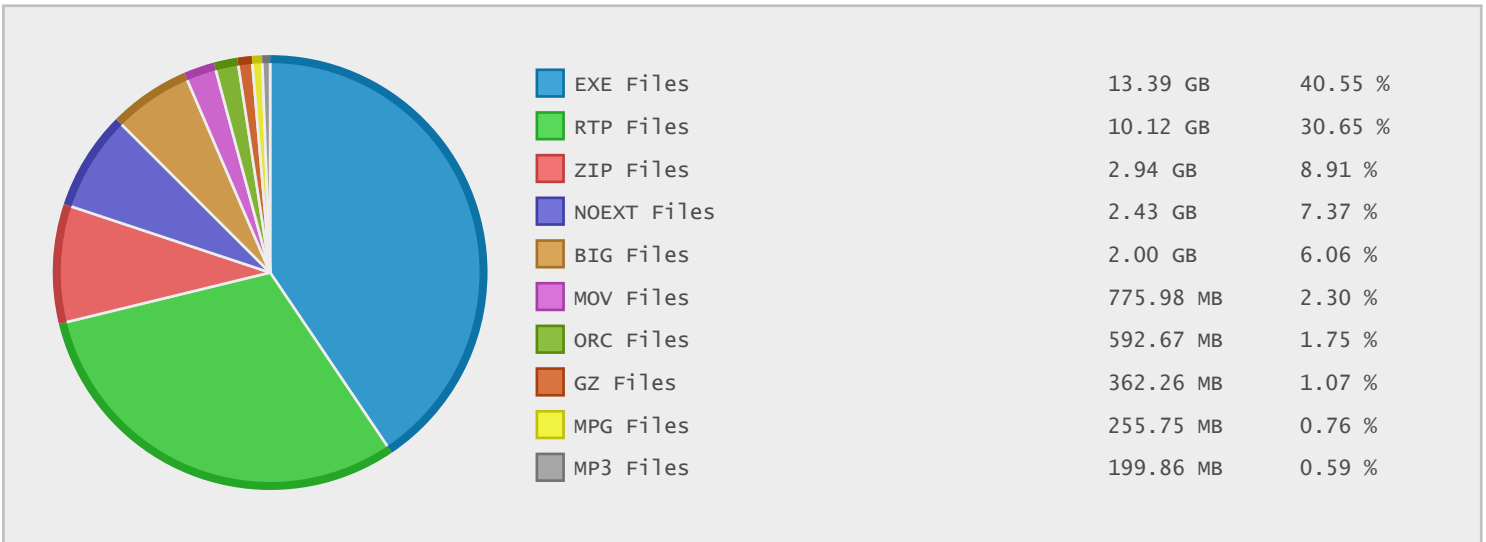 EXE Files 13.39 GB 40.55 %
RTP Files 10.12 GB 30.65 %
ZIP Files 2.94 GB 8.91 %
NOEXT Files 2.43 GB 7.37 %
BIG Files 2.00 GB 6.06 %
MOV Files 775.98 MB 2.30 %
ORC Files 592.67 MB 1.75 %
GZ Files 362.26 MB 1.07 %
MPG Files 255.75 MB 0.76 %
MP3 Files 199.86 MB 0.59 %